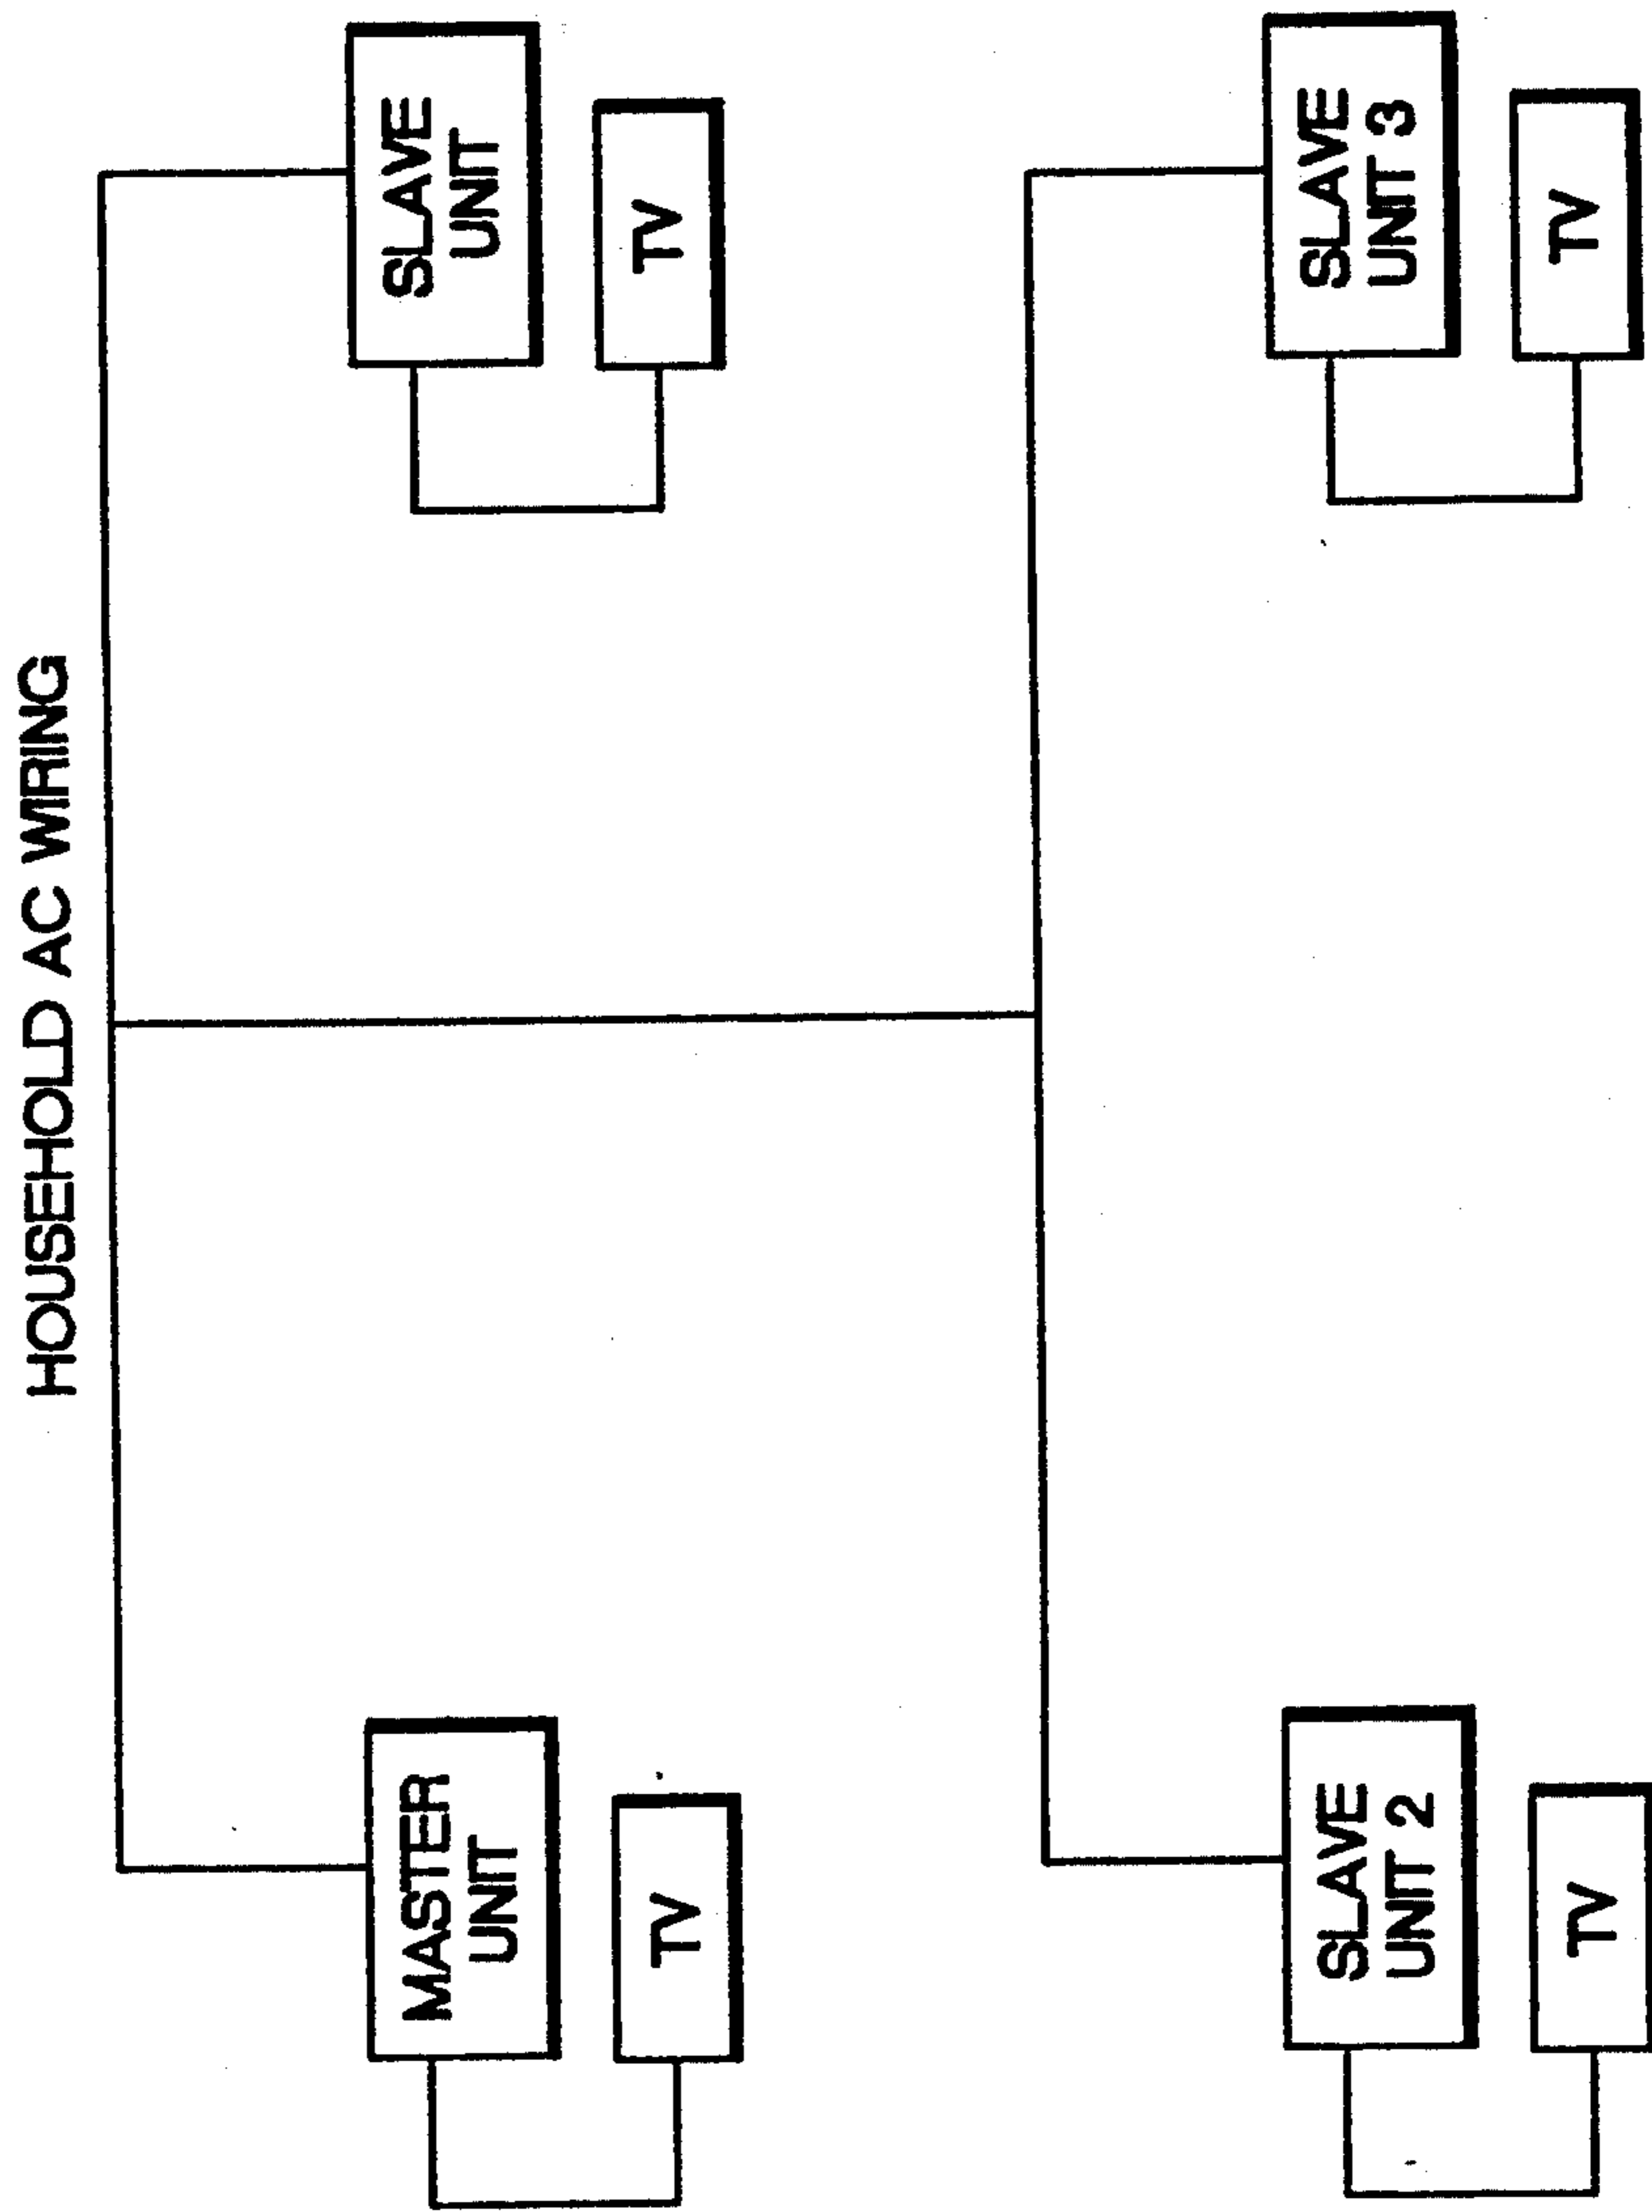 HOUSEHOLD AC WIRING
MASTER
UNIT
TV
SLAVE
UNIT
TV
SLAVE
UNIT 2
TV
SLAVE
UNIT 3
TV